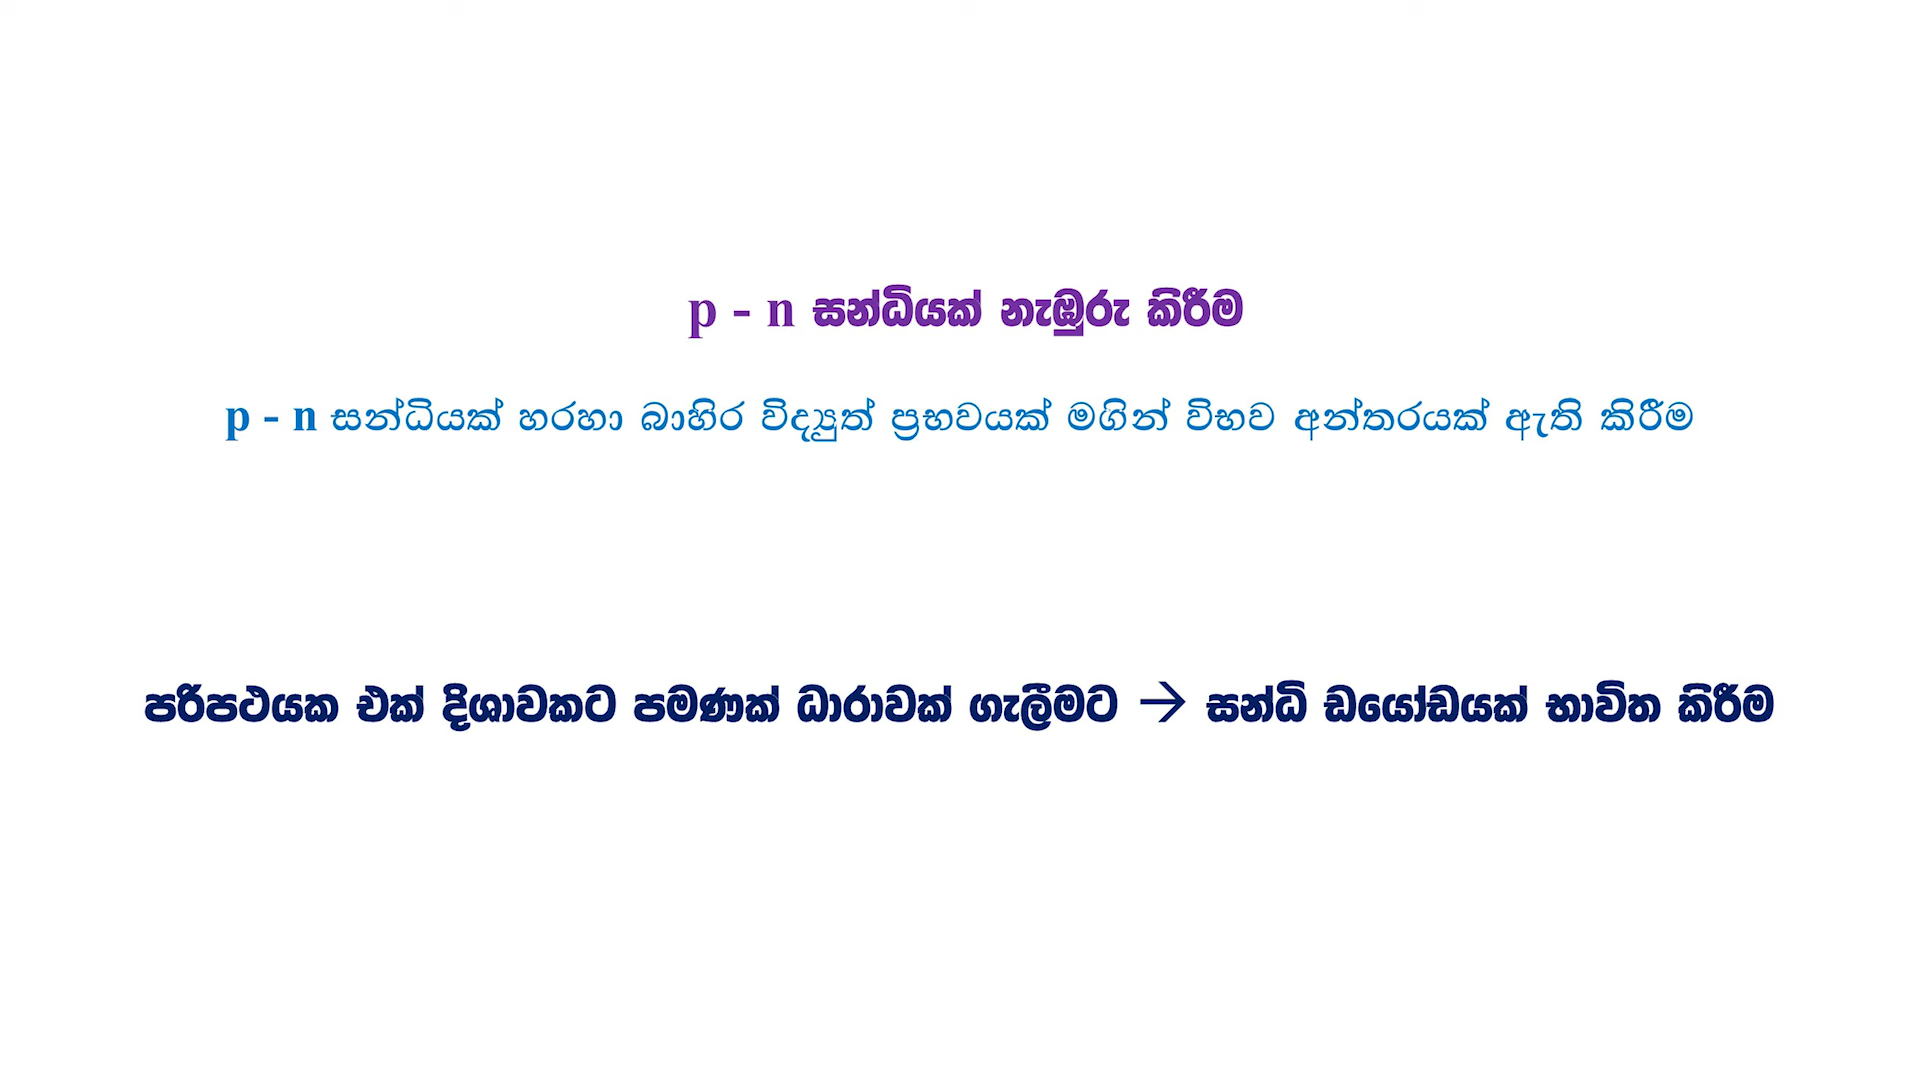 p - n සන්ධියක් නැඹුරු කිරීම
p - n සන්ධියක් හරහා බාහිර විද්‍යුත් ප්‍රභවයක් මගින් විභව අන්තරයක් ඇති කිරීම
පරිපථයක එක් දිශාවකට පමණක් ධාරාවක් ගැලීමට → සන්ධි ඩයෝඩයක් භාවිත කිරීම